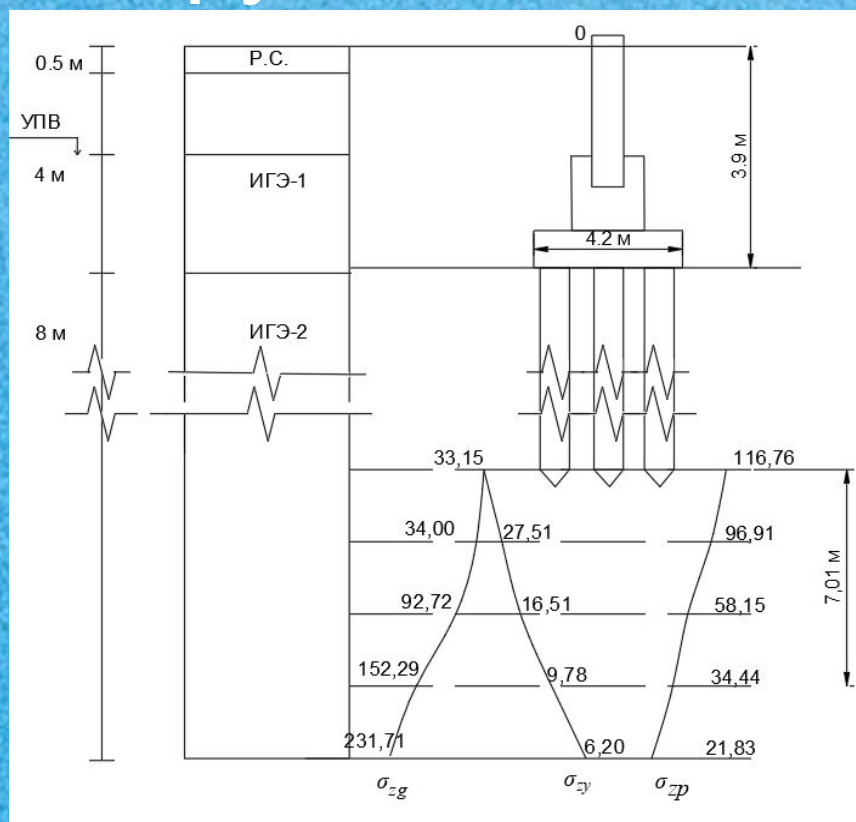 0
0.5 м
Р.С.
УПВ
4 м
ИГЭ-1
3.9 м
4.2 м
8 м
ИГЭ-2
33,15
116,76
34,00
27,51
96,91
7,01 м
92,72
16,51
58,15
152,29
9,78
34,44
231,71
6,20
21,83
σzg
σzy
σzp